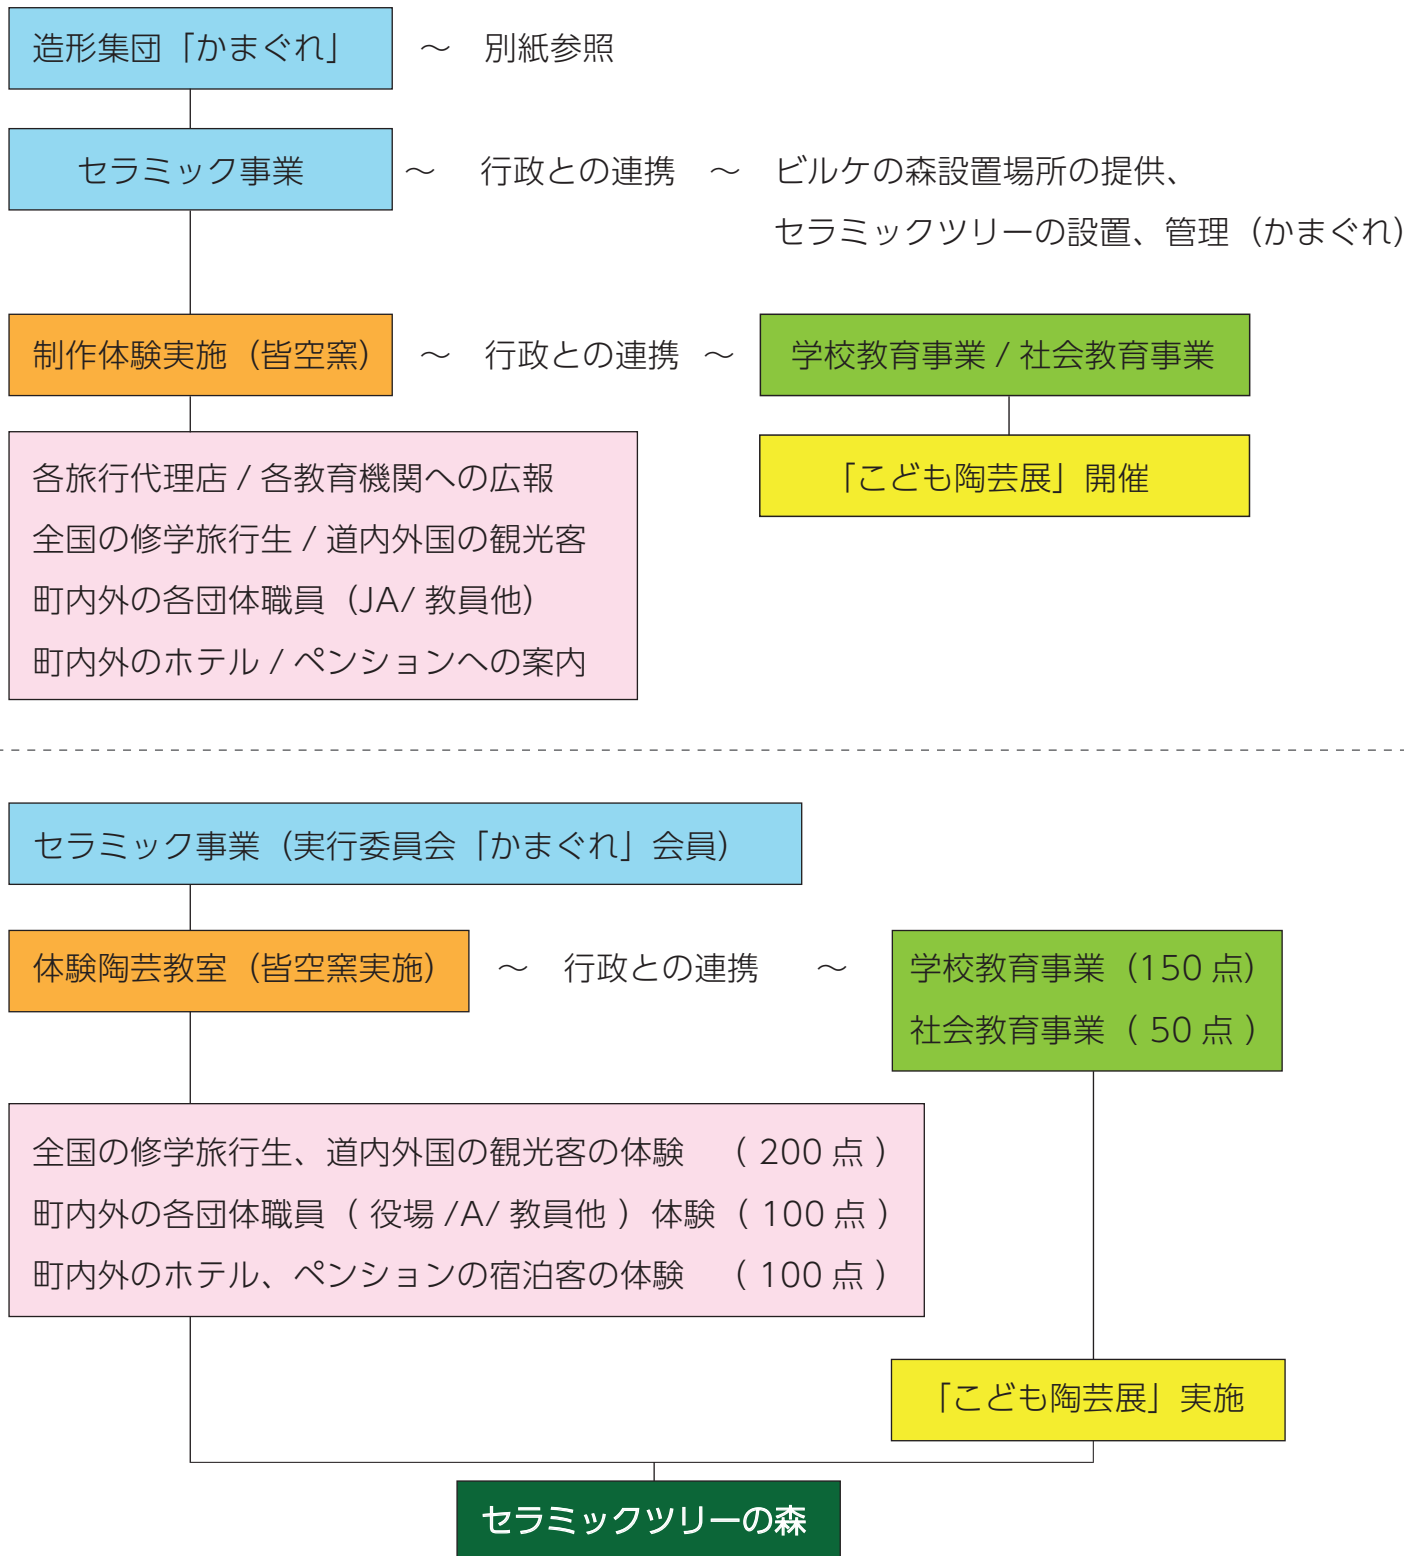 造形集団「かまぐれ」 ～ 別紙参照
セラミック事業 ～ 行政との連携 ～ ビルケの森設置場所の提供、
セラミックツリーの設置、管理（かまぐれ）
制作体験実施（皆空窯） ～ 行政との連携 ～ 学校教育事業 / 社会教育事業
「こども陶芸展」開催
各旅行代理店 / 各教育機関への広報
全国の修学旅行生 / 道内外国の観光客
町内外の各団体職員（JA/ 教員他）
町内外のホテル / ペンションへの案内
セラミック事業（実行委員会「かまぐれ」会員）
体験陶芸教室（皆空窯実施） ～ 行政との連携 ～ 学校教育事業（150 点）
社会教育事業（ 50 点 ）
全国の修学旅行生、道内外国の観光客の体験 （ 200 点 ）
町内外の各団体職員（ 役場 /A/ 教員他 ）体験（ 100 点 ）
町内外のホテル、ペンションの宿泊客の体験 （ 100 点 ）
「こども陶芸展」実施
セラミックツリーの森